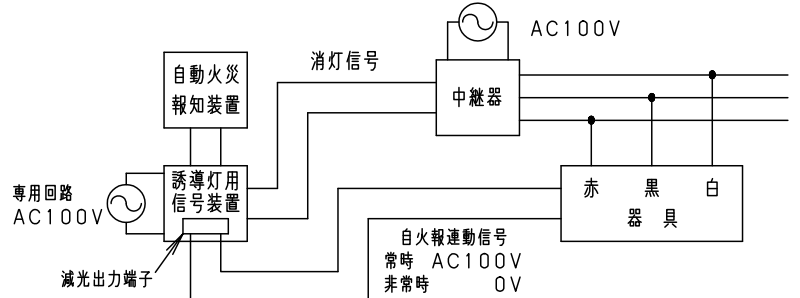 AC100V
消灯信号
自動火災
報知装置
中継器
誘導灯用
信号装置
専用回路
AC100V
赤 黒 白
器具
自火報連動信号
常時 AC100V
非常時 0V
減光出力端子